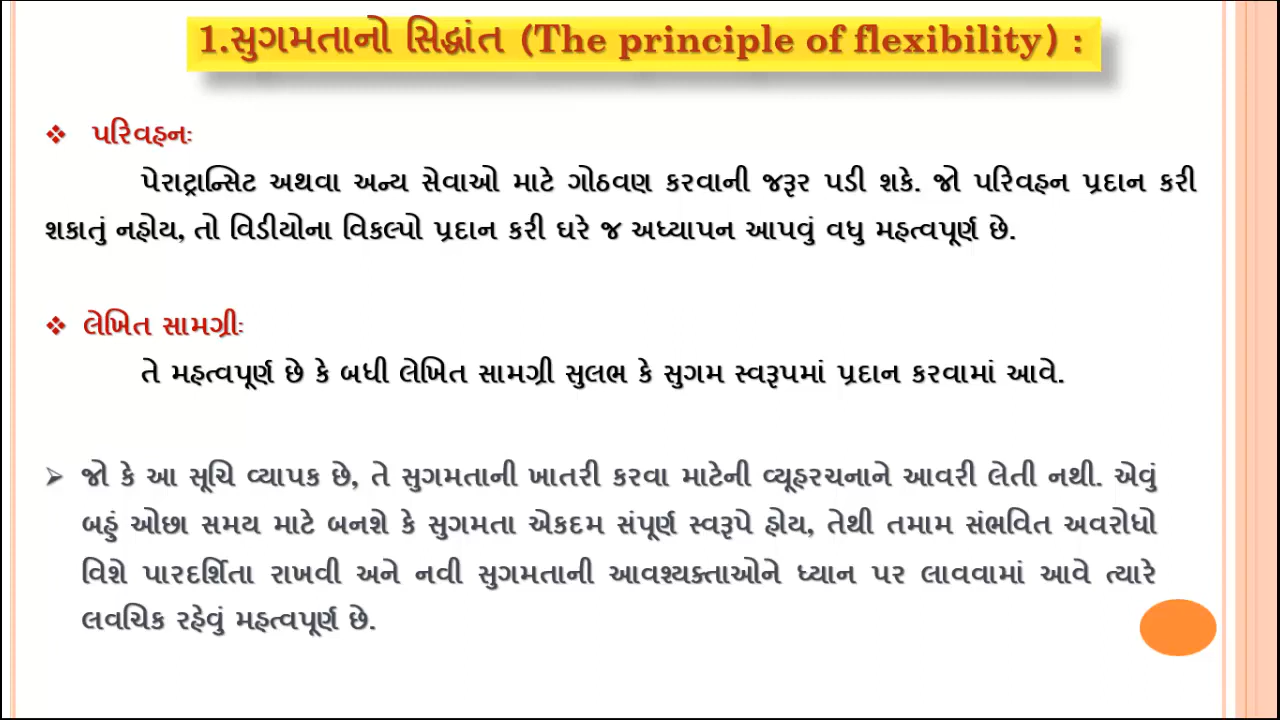 1.સુગમતાનો સિદ્ધાંત (The principle of flexibility) :
❖ પરિવહનઃ
પેરાટ્રાન્સિટ અથવા અન્ય સેવાઓ માટે ગોઠવણ કરવાની જરૂર પડી શકે. જો પરિવહન પ્રદાન કરી
શકાતું નહોય, તો વિડીયોના વિકલ્પો પ્રદાન કરી ઘરે જ અધ્યાપન આપવું વધુ મહત્વપૂર્ણ છે.
❖ લેખિત સામગ્રીઃ
તે મહત્વપૂર્ણ છે કે બધી લેખિત સામગ્રી સુલભ કે સુગમ સ્વરૂપમાં પ્રદાન કરવામાં આવે.
➢ જો કે આ સૂચિ વ્યાપક છે, તે સુગમતાની ખાતરી કરવા માટેની વ્યૂહરચનાને આવરી લેતી નથી. એવું
બહું ઓછા સમય માટે બનશે કે સુગમતા એકદમ સંપૂર્ણ સ્વરૂપે હોય, તેથી તમામ સંભવિત અવરોધો
વિશે પારદર્શિતા રાખવી અને નવી સુગમતાની આવશ્યક્તાઓને ધ્યાન પર લાવવામાં આવે ત્યારે
લવચિક રહેવું મહત્વપૂર્ણ છે.